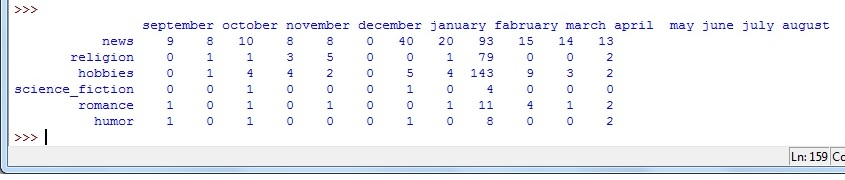 >>>
september october november december january fabruary march april may june july august
news 9 8 10 8 8 0 40 20 93 15 14 13
religion 0 1 1 3 5 0 0 1 79 0 0 2
hobbies 0 1 4 4 2 0 5 4 143 9 3 2
science_fiction 0 0 1 0 0 0 1 0 4 0 0 0
romance 1 0 1 0 1 0 0 1 11 4 1 2
humor 1 0 1 0 0 0 1 0 8 0 0 2
>>>
Ln: 159 Co